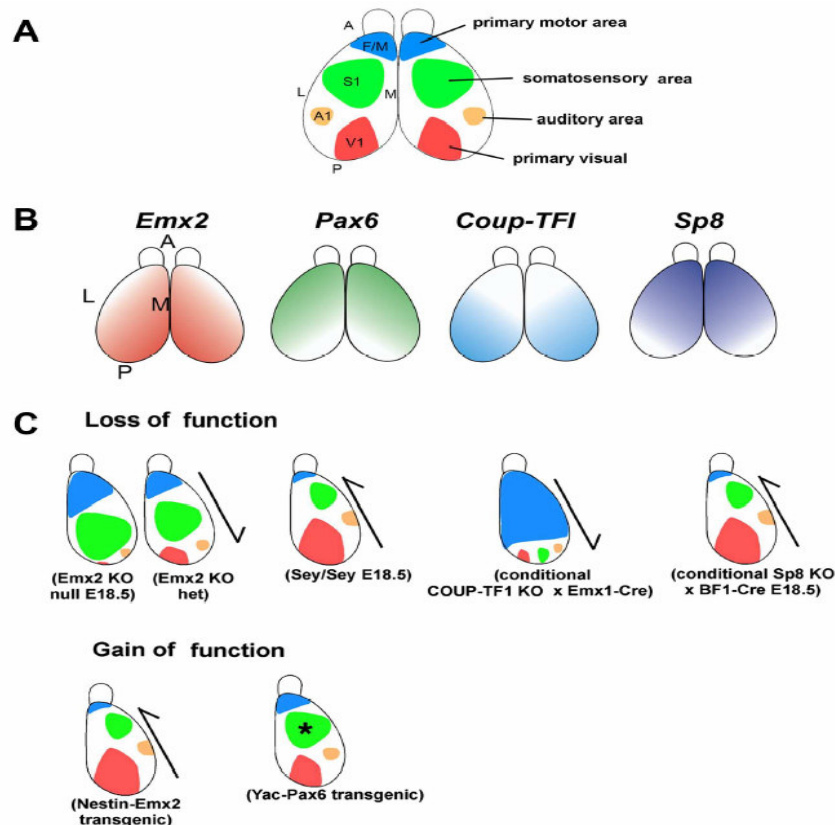 A
A
F/M
primary motor area
S1
somatosensory area
L
M
A1
auditory area
V1
primary visual
P
B
Emx2
Pax6
Coup-TFI
Sp8
A
L
M
P
C
Loss of function
(Emx2 KO
null E18.5)
(Emx2 KO
het)
(Sey/Sey E18.5)
(conditional
COUP-TF1 KO x Emx1-Cre)
(conditional Sp8 KO
x BF1-Cre E18.5)
Gain of function
*
(Nestin-Emx2
transgenic)
(Yac-Pax6 transgenic)